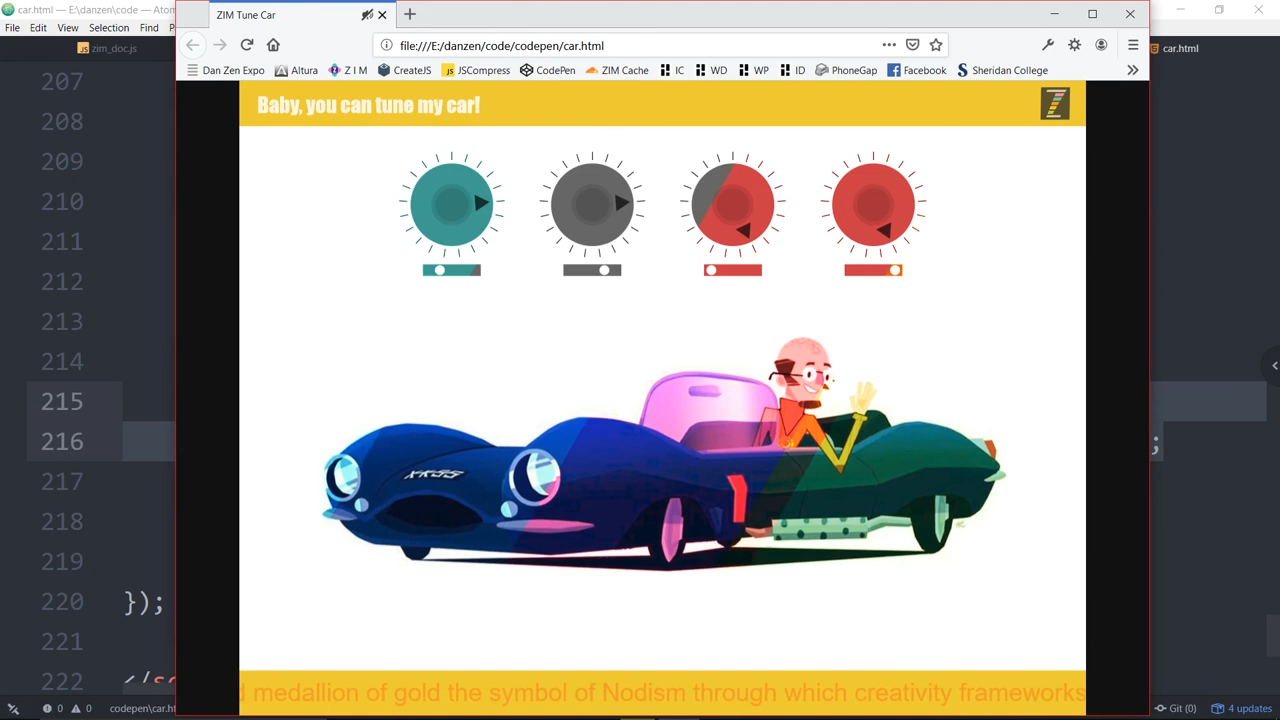 car.html — E:\danzen\code — Atom
File Edit View Selection Find
zim_doc.js
car.html
ZIM Tune Car
file:///E:/danzen/code/codepen/car.html
Dan Zen Expo Altura Z I M CreateJS JSCompress CodePen ZIM Cache IC WD WP ID PhoneGap Facebook Sheridan College
Baby, you can tune my car!
207
208
209
210
211
212
213
214
215
216 ;
217
218
219
220 });
221
222
XKSS
medallion of gold the symbol of Nodism through which creativity frameworks
0 0 codepen\car.ht
Git (0) 4 updates